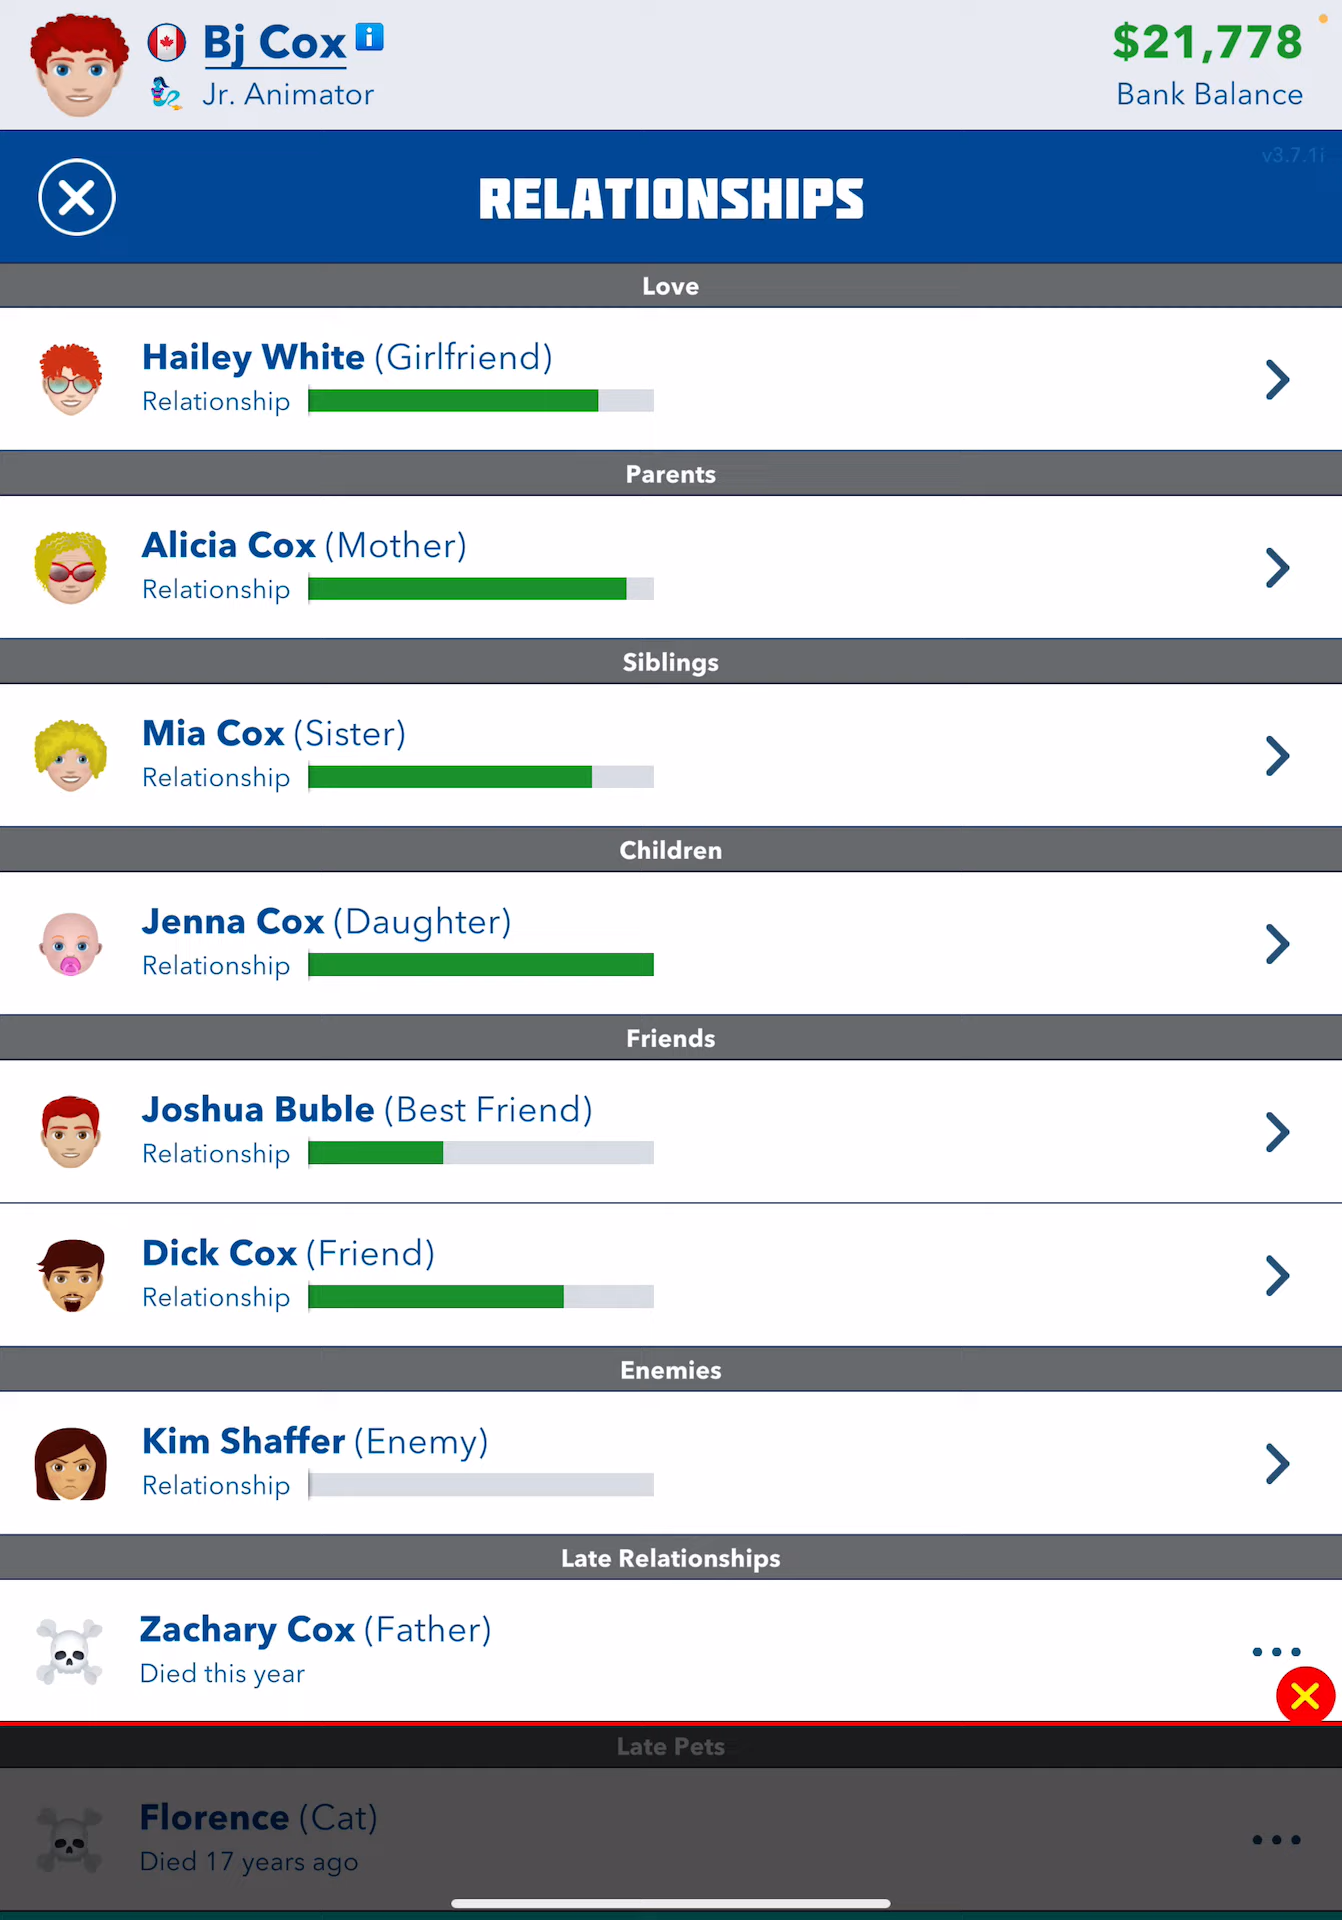 Bj Cox
Jr. Animator
$21,778
Bank Balance
v3.7.1i
RELATIONSHIPS
Love
Hailey White (Girlfriend)
Relationship
Parents
Alicia Cox (Mother)
Relationship
Siblings
Mia Cox (Sister)
Relationship
Children
Jenna Cox (Daughter)
Relationship
Friends
Joshua Buble (Best Friend)
Relationship
Dick Cox (Friend)
Relationship
Enemies
Kim Shaffer (Enemy)
Relationship
Late Relationships
Zachary Cox (Father)
Died this year
Late Pets
Florence (Cat)
Died 17 years ago